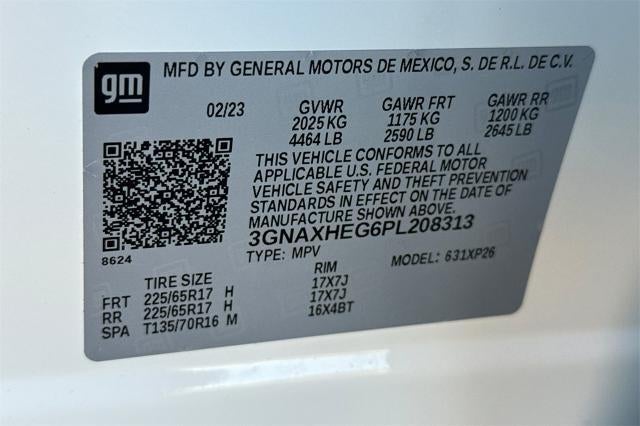 gm
MFD BY GENERAL MOTORS DE MEXICO, S. DE R.L. DE C.V.
02/23 GVWR GAWR FRT GAWR RR
2025 KG 1175 KG 1200 KG
4464 LB 2590 LB 2645 LB
THIS VEHICLE CONFORMS TO ALL
APPLICABLE U.S. FEDERAL MOTOR
VEHICLE SAFETY AND THEFT PREVENTION
STANDARDS IN EFFECT ON THE DATE OF
MANUFACTURE SHOWN ABOVE.
3GNAXHEG6PL208313
8624 TYPE: MPV MODEL: 631XP26
TIRE SIZE RIM
FRT 225/65R17 H 17X7J
RR 225/65R17 H 17X7J
SPA T135/70R16 M 16X4BT